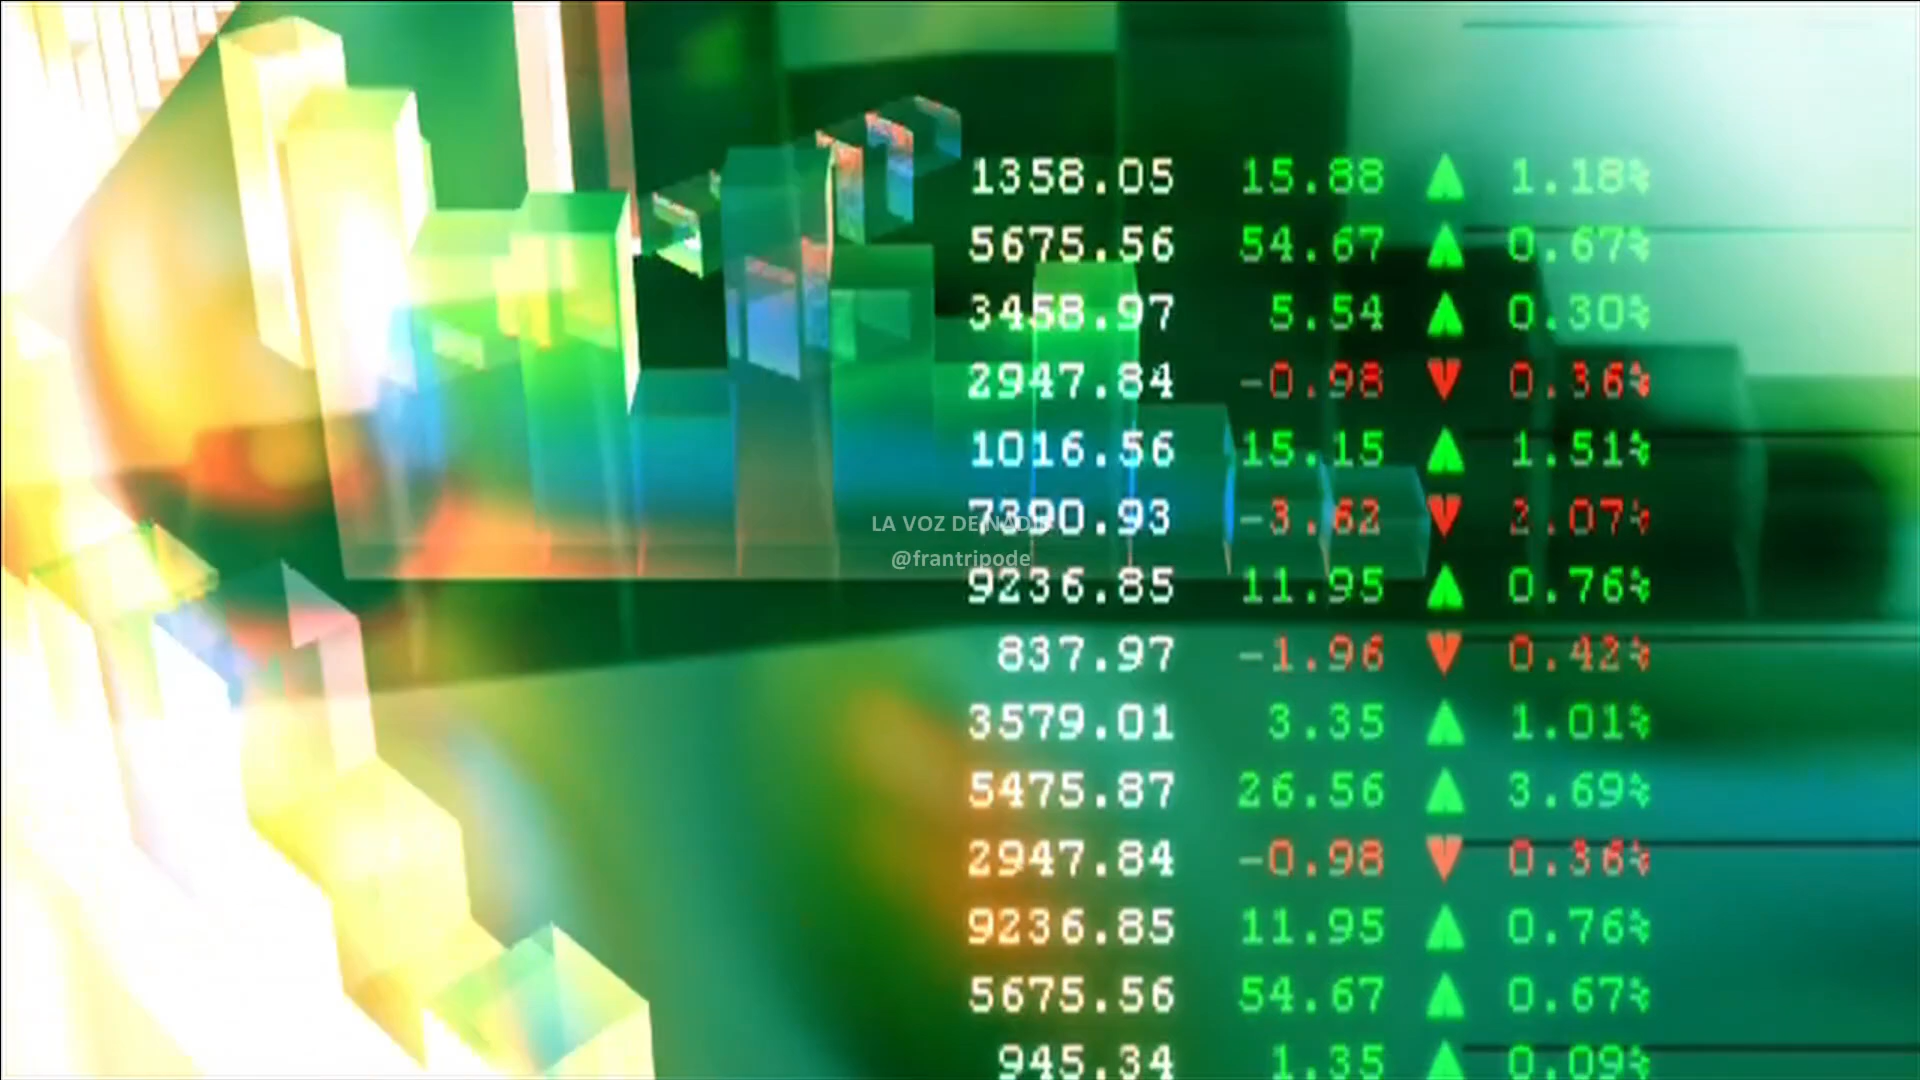 1358.05 15.88 ▲ 1.18%
5675.56 54.67 ▲ 0.67%
3458.97 5.54 ▲ 0.30%
2947.84 -0.98 ▼ 0.36%
1016.56 15.15 ▲ 1.51%
7390.93 -3.62 ▼ 2.07%
LA VOZ DE NADIE
@frantripode
9236.85 11.95 ▲ 0.76%
837.97 -1.96 ▼ 0.42%
3579.01 3.35 ▲ 1.01%
5475.87 26.56 ▲ 3.69%
2947.84 -0.98 ▼ 0.36%
9236.85 11.95 ▲ 0.76%
5675.56 54.67 ▲ 0.67%
945.34 1.35 ▲ 0.09%